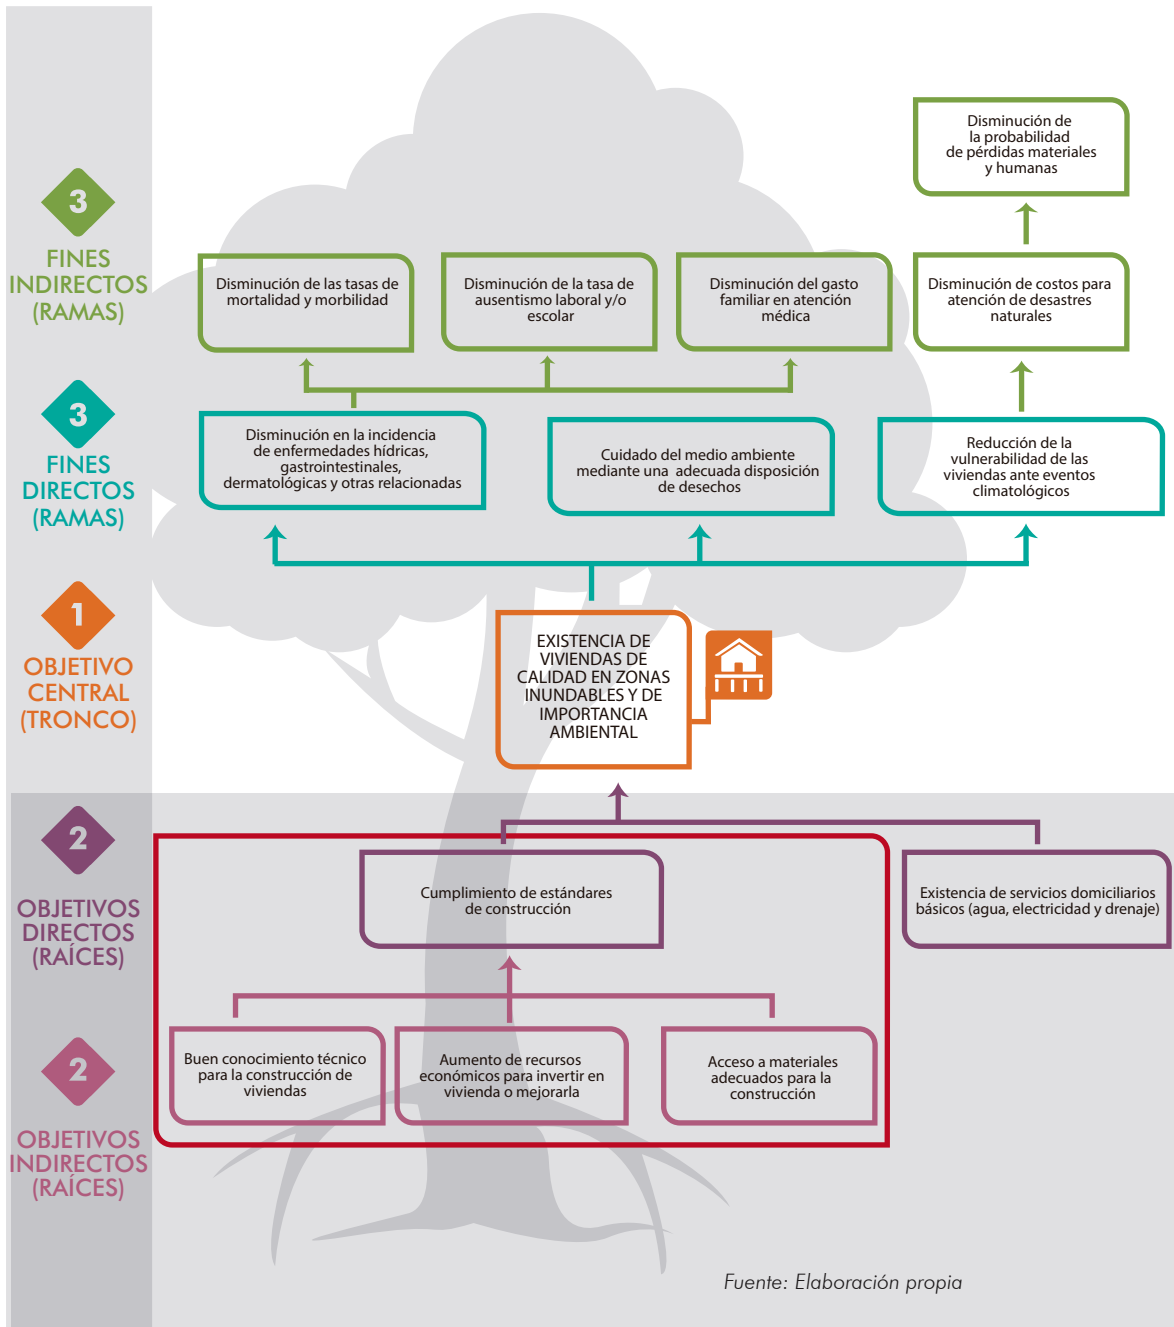 Disminución de
la probabilidad
de pérdidas materiales
y humanas
3
FINES
INDIRECTOS
(RAMAS)
Disminución de las tasas de
mortalidad y morbilidad
Disminución de la tasa de
ausentismo laboral y/o
escolar
Disminución del gasto
familiar en atención
médica
Disminución de costos para
atención de desastres
naturales
3
FINES
DIRECTOS
(RAMAS)
Disminución en la incidencia
de enfermedades hídricas,
gastrointestinales,
dermatológicas y otras relacionadas
Cuidado del medio ambiente
mediante una adecuada disposición
de desechos
Reducción de la
vulnerabilidad de las
viviendas ante eventos
climatológicos
1
OBJETIVO
CENTRAL
(TRONCO)
EXISTENCIA DE
VIVIENDAS DE
CALIDAD EN ZONAS
INUNDABLES Y DE
IMPORTANCIA
AMBIENTAL
2
OBJETIVOS
DIRECTOS
(RAÍCES)
Cumplimiento de estándares
de construcción
Existencia de servicios domiciliarios
básicos (agua, electricidad y drenaje)
2
OBJETIVOS
INDIRECTOS
(RAÍCES)
Buen conocimiento técnico
para la construcción de
viviendas
Aumento de recursos
económicos para invertir en
vivienda o mejorarla
Acceso a materiales
adecuados para la
construcción
Fuente: Elaboración propia